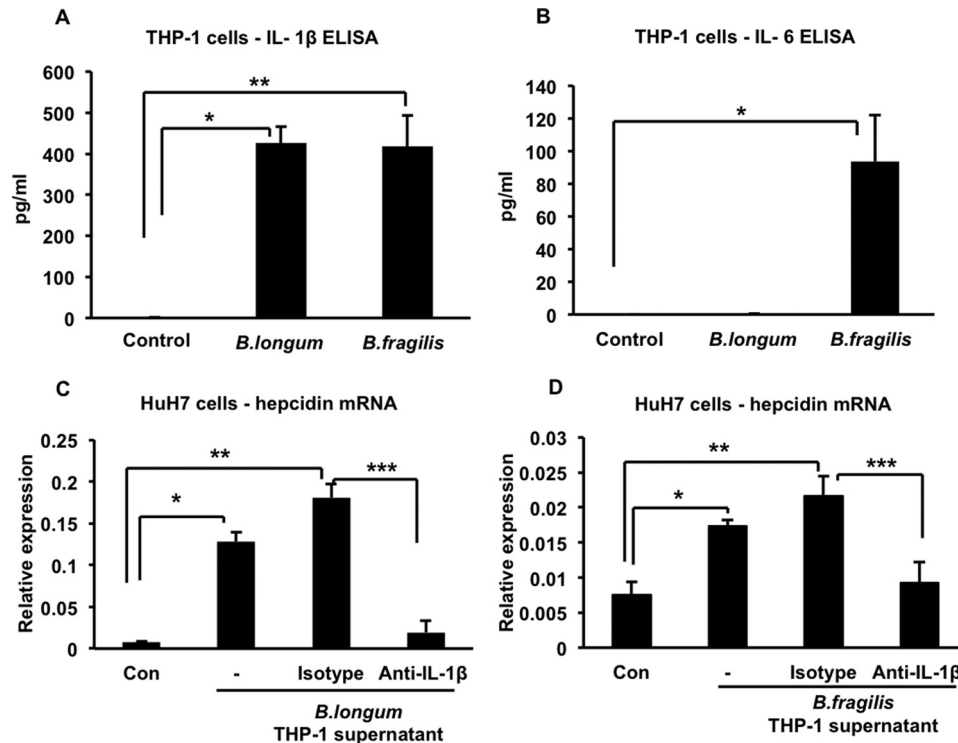 A
THP-1 cells - IL- 1β ELISA
600
500
400
300
200
100
0
pg/ml
**
*
Control
B.longum
B.fragilis
B
THP-1 cells - IL- 6 ELISA
140
120
100
80
60
40
20
0
pg/ml
*
Control
B.longum
B.fragilis
C
HuH7 cells - hepcidin mRNA
0.25
0.2
0.15
0.1
0.05
0
Relative expression
**
***
*
Con
-
Isotype
Anti-IL-1β
B.longum
THP-1 supernatant
D
HuH7 cells - hepcidin mRNA
0.03
0.025
0.02
0.015
0.01
0.005
0
Relative expression
**
***
*
Con
-
Isotype
Anti-IL-1β
B.fragilis
THP-1 supernatant